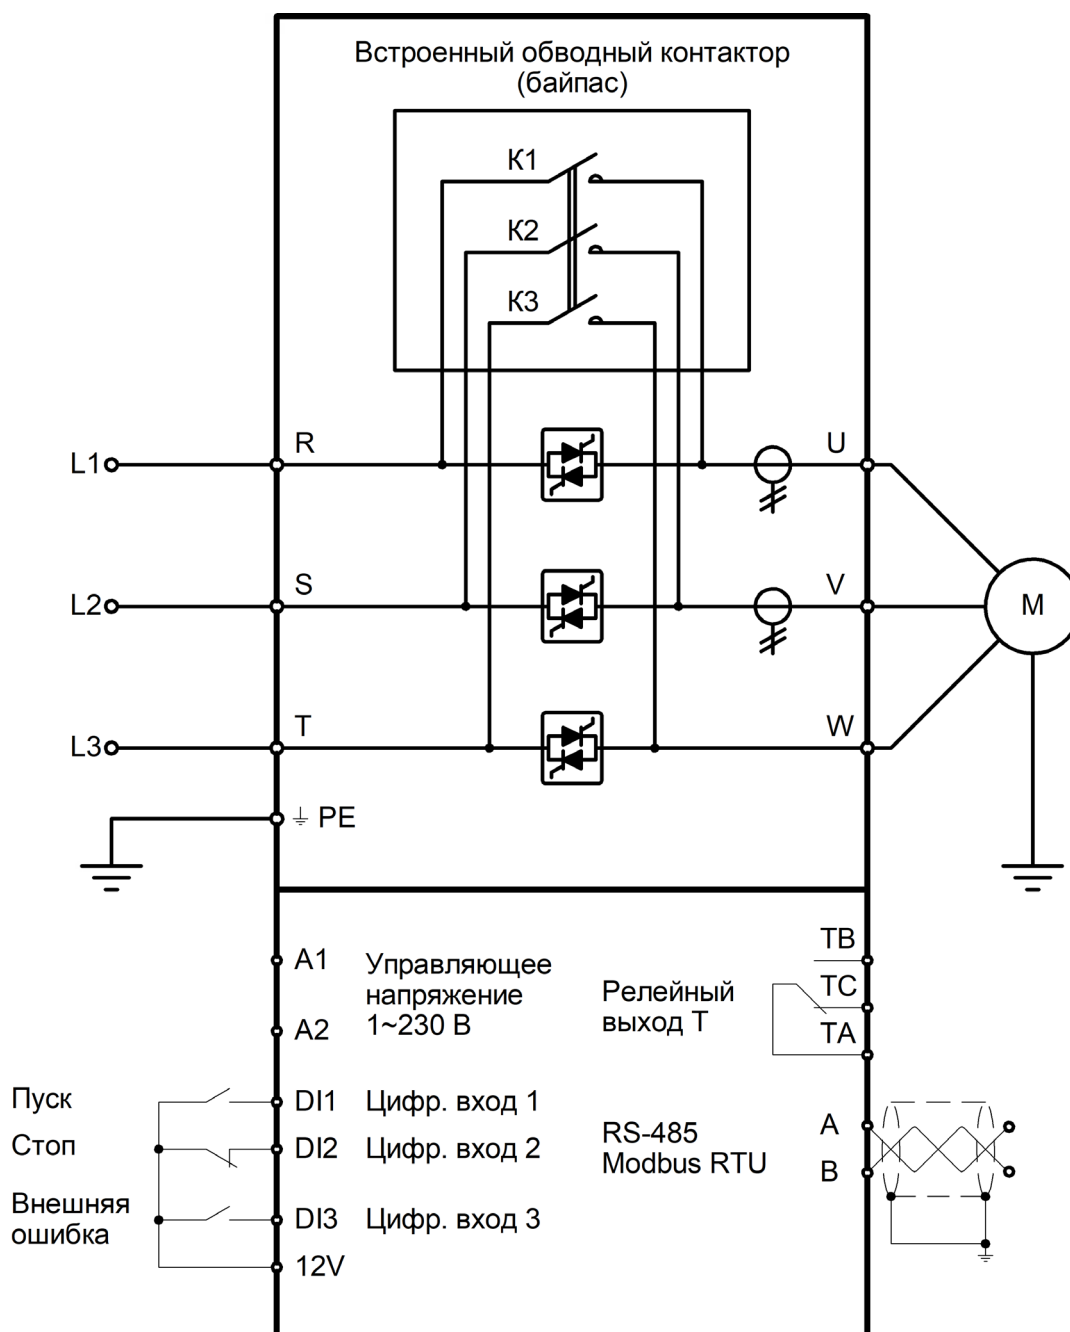 Встроенный обводный контактор
(байпас)
К1
К2
К3
L1
R
U
L2
S
V
M
L3
T
W
PE
A1
A2
Управляющее
напряжение
1~230 В
Релейный
выход Т
TB
TC
TA
Пуск
DI1
Цифр. вход 1
Стоп
DI2
Цифр. вход 2
Внешняя
ошибка
DI3
Цифр. вход 3
12V
RS-485
Modbus RTU
A
B